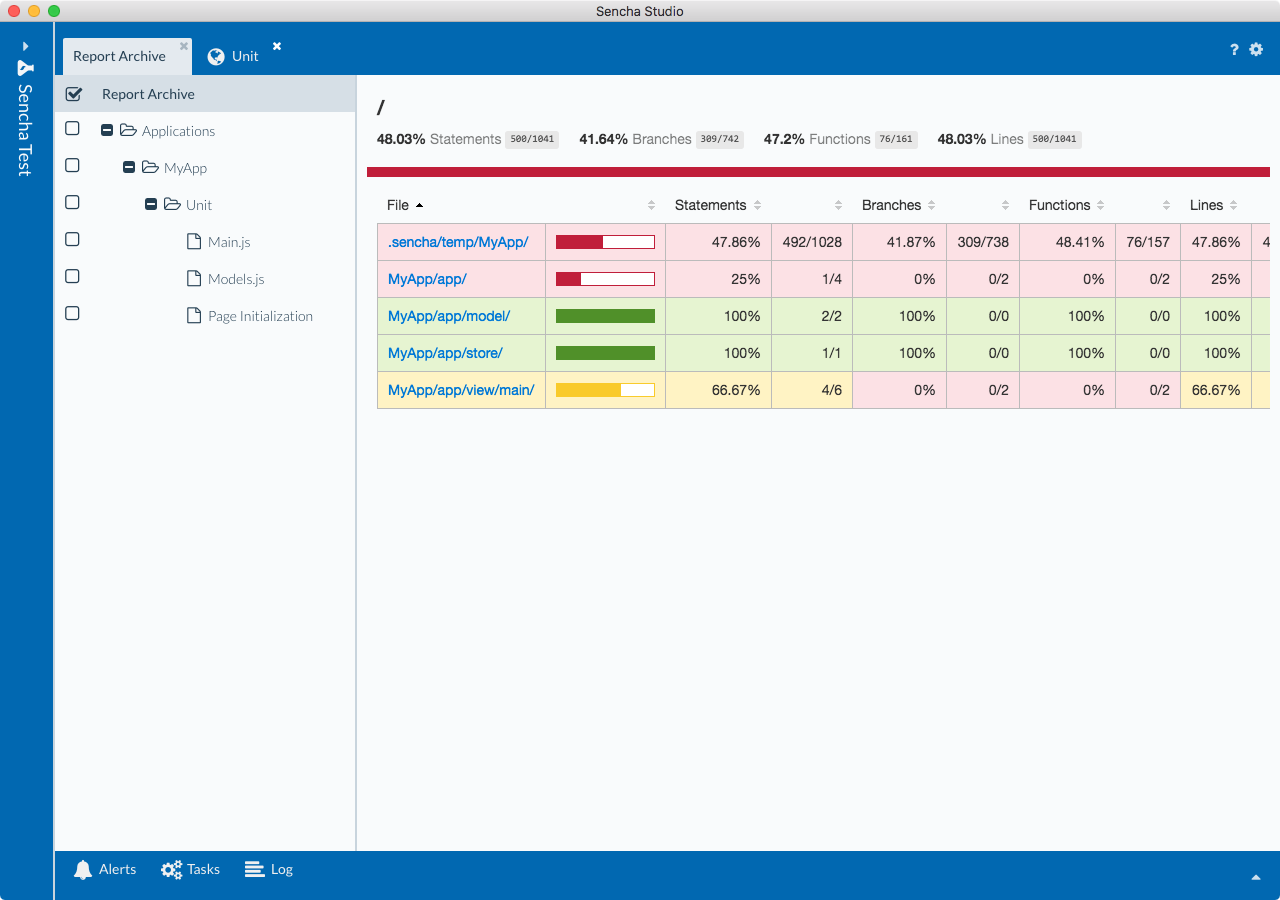 Sencha Studio
Sencha Test
Report Archive
Unit
?
Report Archive
Applications
MyApp
Unit
Main.js
Models.js
Page Initialization
/
48.03% Statements 500/1041 41.64% Branches 309/742 47.2% Functions 76/161 48.03% Lines 500/1041
File Statements Branches Functions Lines
.sencha/temp/MyApp/ 47.86% 492/1028 41.87% 309/738 48.41% 76/157 47.86% 4
MyApp/app/ 25% 1/4 0% 0/2 0% 0/2 25%
MyApp/app/model/ 100% 2/2 100% 0/0 100% 0/0 100%
MyApp/app/store/ 100% 1/1 100% 0/0 100% 0/0 100%
MyApp/app/view/main/ 66.67% 4/6 0% 0/2 0% 0/2 66.67%
Alerts Tasks Log